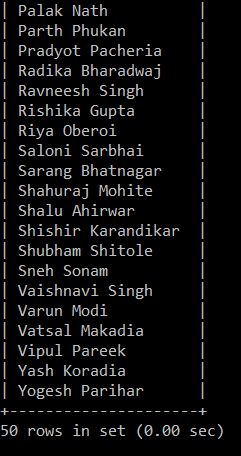 | Palak Nath |
| Parth Phukan |
| Pradyot Pacheria |
| Radika Bharadwaj |
| Ravneesh Singh |
| Rishika Gupta |
| Riya Oberoi |
| Saloni Sarbhai |
| Sarang Bhatnagar |
| Shahuraj Mohite |
| Shalu Ahirwar |
| Shishir Karandikar |
| Shubham Shitole |
| Sneh Sonam |
| Vaishnavi Singh |
| Varun Modi |
| Vatsal Makadia |
| Vipul Pareek |
| Yash Koradia |
| Yogesh Parihar |
+--------------------+
50 rows in set (0.00 sec)